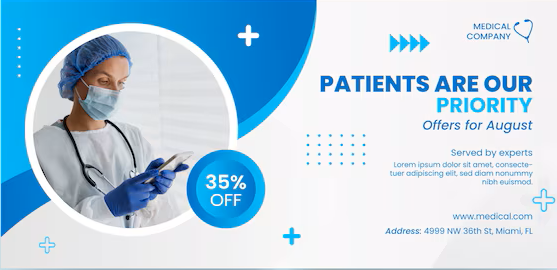 MEDICAL
COMPANY
PATIENTS ARE OUR
PRIORITY
Offers for August
35%
OFF
Served by experts
Lorem ipsum dolor sit amet, consecte-
tuer adipiscing elit, sed diam nonummy
nibh euismod.
www.medical.com
Address: 4999 NW 36th St, Miami, FL